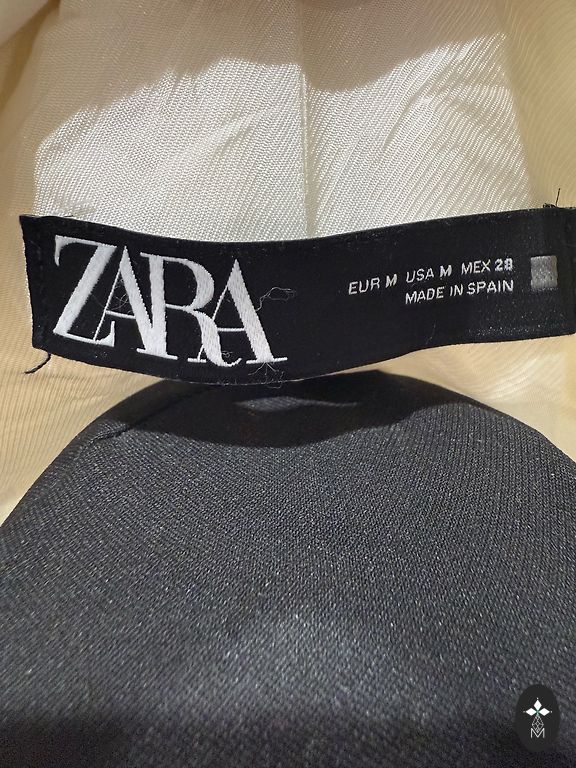 ZARA
EUR M USA M MEX 28
MADE IN SPAIN
M